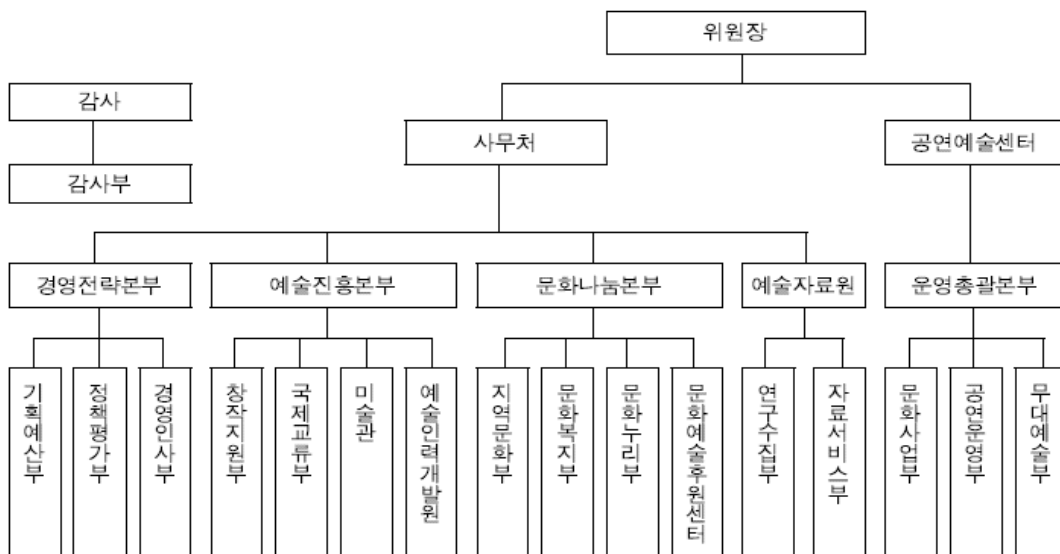 위원장
감사
사무처
공연예술센터
감사부
경영전략본부
예술진흥본부
문화나눔본부
예술자료원
운영총괄본부
기획예산부
정책평가부
경영인사부
창작지원부
국제교류부
미술관
예술인력개발원
지역문화부
문화복지부
문화누리부
문화예술후원센터
연구수집부
자료서비스부
문화사업부
공연운영부
무대예술부